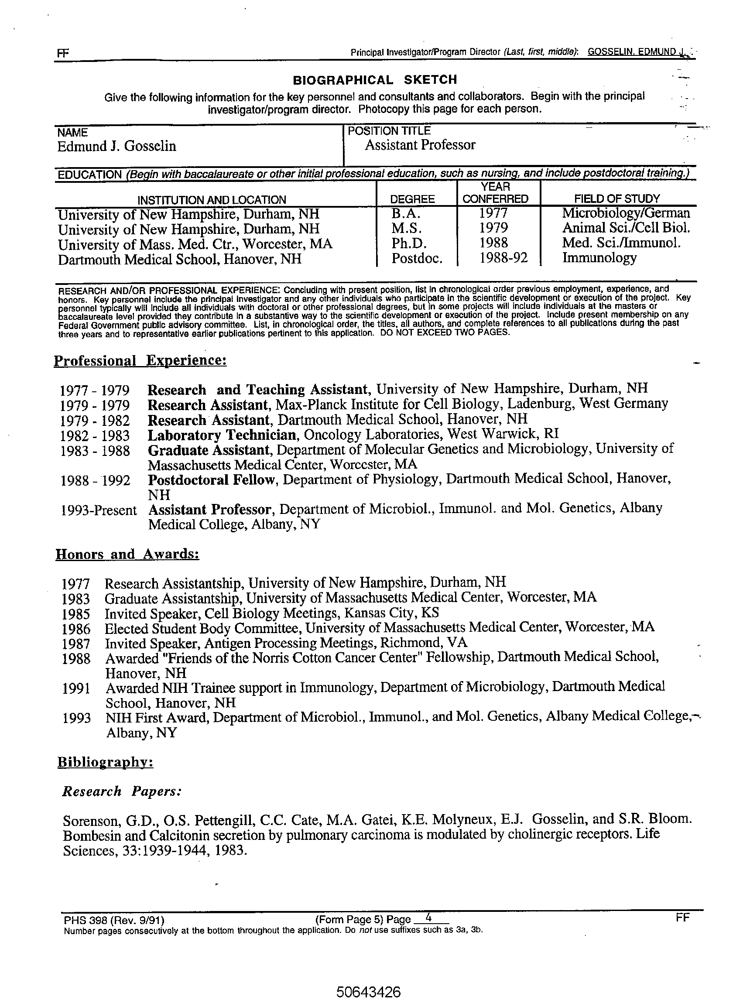 FF Principal Investigator/Program Director (Last, first, middle): GOSSELIN, EDMUND J.
BIOGRAPHICAL SKETCH
Give the following information for the key personnel and consultants and collaborators. Begin with the principal
investigator/program director. Photocopy this page for each person.
NAME POSITION TITLE
Edmund J. Gosselin Assistant Professor
EDUCATION (Begin with baccalaureate or other initial professional education, such as nursing, and include postdoctoral training.)
INSTITUTION AND LOCATION DEGREE YEAR CONFERRED FIELD OF STUDY
University of New Hampshire, Durham, NH B.A. 1977 Microbiology/German
University of New Hampshire, Durham, NH M.S. 1979 Animal Sci./Cell Biol.
University of Mass. Med. Ctr., Worcester, MA Ph.D. 1988 Med. Sci./Immunol.
Dartmouth Medical School, Hanover, NH Postdoc. 1988-92 Immunology
RESEARCH AND/OR PROFESSIONAL EXPERIENCE: Concluding with present position, list in chronological order previous employment, experience, and
honors. Key personnel include the principal investigator and any other individuals who participate in the scientific development or execution of the project. Key
personnel typically will include all individuals with doctoral or other professional degrees, but in some projects will include individuals at the masters or
baccalaureate level provided they contribute in a substantive way to the scientific development or execution of the project. Include present membership on any
Federal Government public advisory committee. List, in chronological order, the titles, all authors, and complete references to all publications during the past
three years and to representative earlier publications pertinent to this application. DO NOT EXCEED TWO PAGES.
Professional Experience:
1977 - 1979 Research and Teaching Assistant, University of New Hampshire, Durham, NH
1979 - 1979 Research Assistant, Max-Planck Institute for Cell Biology, Ladenburg, West Germany
1979 - 1982 Research Assistant, Dartmouth Medical School, Hanover, NH
1982 - 1983 Laboratory Technician, Oncology Laboratories, West Warwick, RI
1983 - 1988 Graduate Assistant, Department of Molecular Genetics and Microbiology, University of
Massachusetts Medical Center, Worcester, MA
1988 - 1992 Postdoctoral Fellow, Department of Physiology, Dartmouth Medical School, Hanover,
NH
1993-Present Assistant Professor, Department of Microbiol., Immunol. and Mol. Genetics, Albany
Medical College, Albany, NY
Honors and Awards:
1977 Research Assistantship, University of New Hampshire, Durham, NH
1983 Graduate Assistantship, University of Massachusetts Medical Center, Worcester, MA
1985 Invited Speaker, Cell Biology Meetings, Kansas City, KS
1986 Elected Student Body Committee, University of Massachusetts Medical Center, Worcester, MA
1987 Invited Speaker, Antigen Processing Meetings, Richmond, VA
1988 Awarded "Friends of the Norris Cotton Cancer Center" Fellowship, Dartmouth Medical School,
Hanover, NH
1991 Awarded NIH Trainee support in Immunology, Department of Microbiology, Dartmouth Medical
School, Hanover, NH
1993 NIH First Award, Department of Microbiol., Immunol., and Mol. Genetics, Albany Medical College,
Albany, NY
Bibliography:
Research Papers:
Sorenson, G.D., O.S. Pettengill, C.C. Cate, M.A. Gatei, K.E. Molyneux, E.J. Gosselin, and S.R. Bloom.
Bombesin and Calcitonin secretion by pulmonary carcinoma is modulated by cholinergic receptors. Life
Sciences, 33:1939-1944, 1983.
PHS 398 (Rev. 9/91) (Form Page 5) Page 4 FF
Number pages consecutively at the bottom throughout the application. Do not use suffixes such as 3a, 3b.
50643426